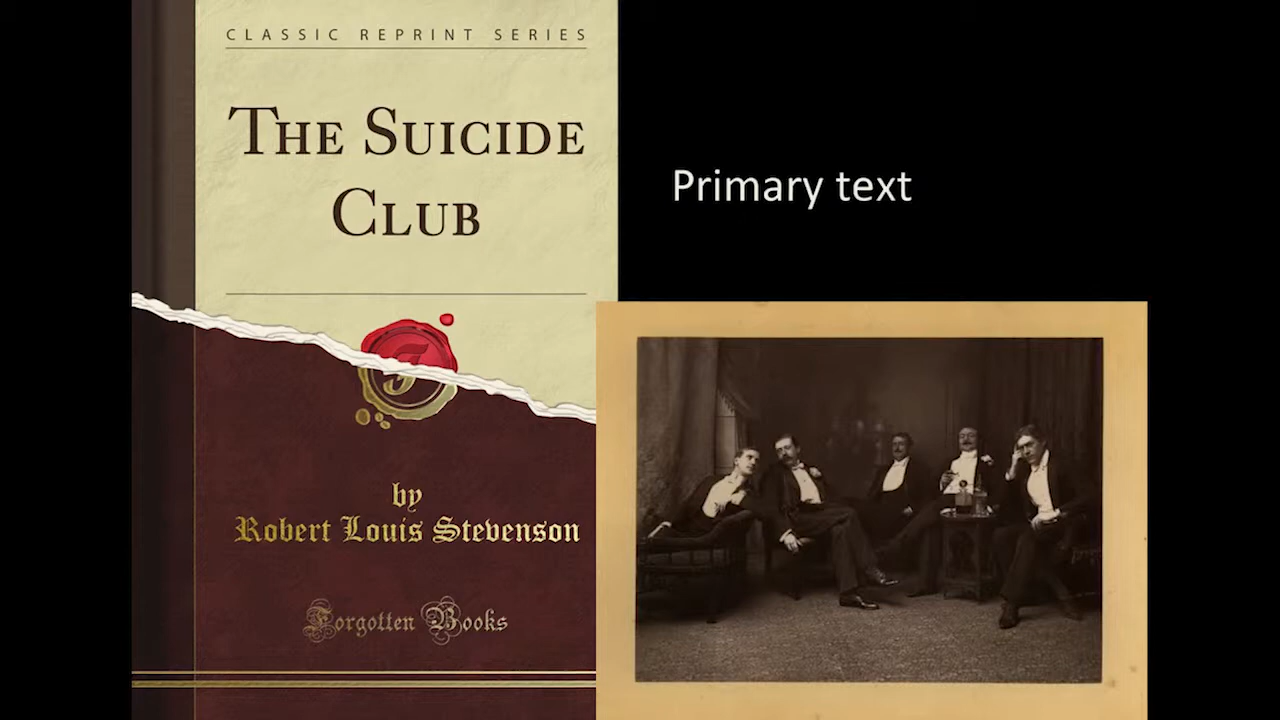 CLASSIC REPRINT SERIES
THE SUICIDE
CLUB
by
Robert Louis Stevenson
Forgotten Books
Primary text